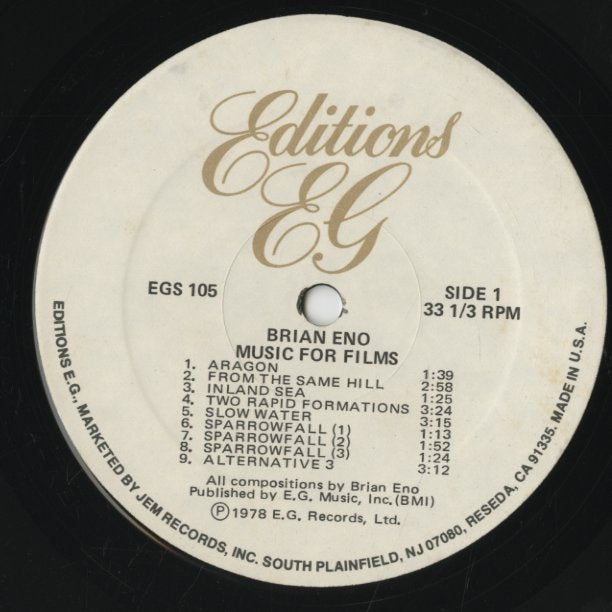 Editions
EG
EGS 105
SIDE 1
33 1/3 RPM
BRIAN ENO
MUSIC FOR FILMS
1. ARAGON 1:39
2. FROM THE SAME HILL 2:58
3. INLAND SEA 1:25
4. TWO RAPID FORMATIONS 3:24
5. SLOW WATER 3:15
6. SPARROWFALL (1) 1:13
7. SPARROWFALL (2) 1:52
8. SPARROWFALL (3) 1:24
9. ALTERNATIVE 3 3:12
All compositions by Brian Eno
Published by E.G. Music, Inc. (BMI)
Ⓟ 1978 E.G. Records, Ltd.
EDITIONS E.G., MARKETED BY JEM RECORDS, INC. SOUTH PLAINFIELD, NJ 07080, RESEDA, CA 91335. MADE IN U.S.A.